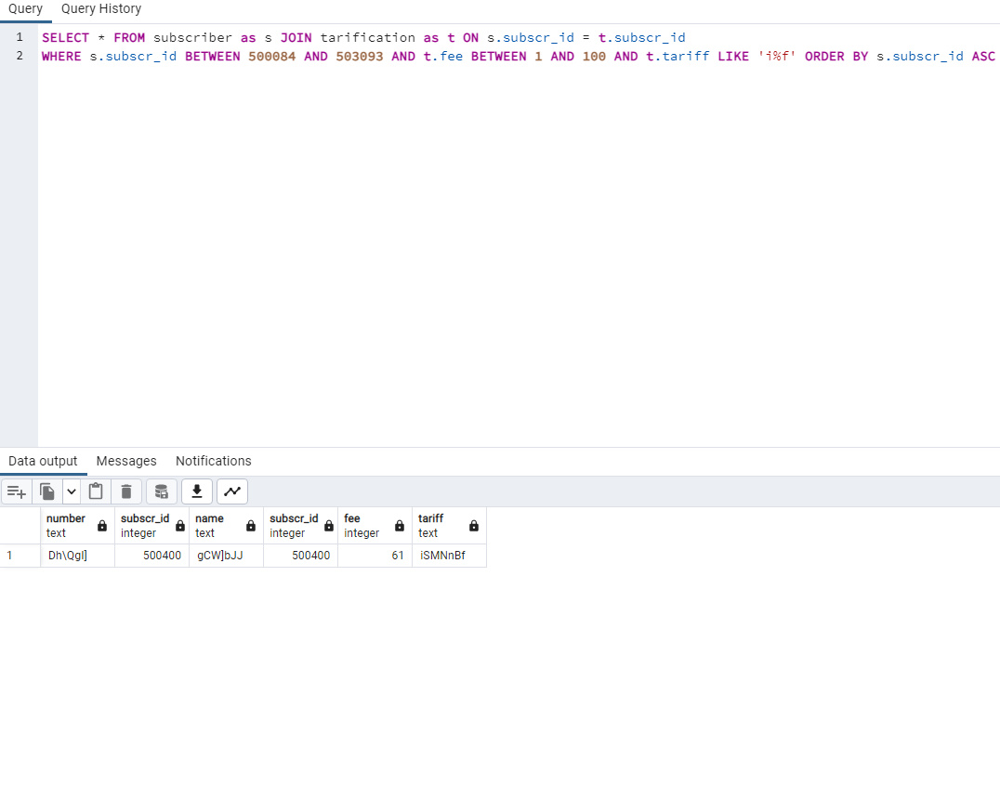 Query Query History
1 SELECT * FROM subscriber as s JOIN tarification as t ON s.subscr_id = t.subscr_id
2 WHERE s.subscr_id BETWEEN 500084 AND 503093 AND t.fee BETWEEN 1 AND 100 AND t.tariff LIKE 'i%f' ORDER BY s.subscr_id ASC
Data output Messages Notifications
number subscr_id name subscr_id fee tariff
text integer text integer integer text
1 Dh\Qgl] 500400 gCW]bJJ 500400 61 iSMNnBf